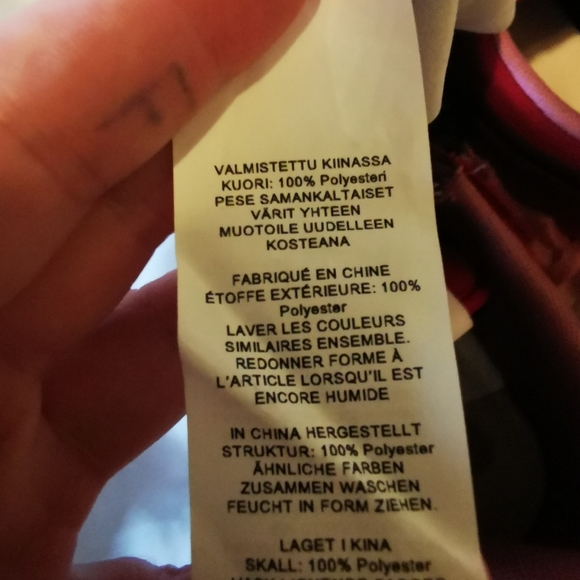 VALMISTETTU KIINASSA
KUORI: 100% Polyesteri
PESE SAMANKALTAISET
VÄRIT YHTEEN
MUOTOILE UUDELLEEN
KOSTEANA
FABRIQUÉ EN CHINE
ÉTOFFE EXTÉRIEURE: 100%
Polyester
LAVER LES COULEURS
SIMILAIRES ENSEMBLE.
REDONNER FORME À
L'ARTICLE LORSQU'IL EST
ENCORE HUMIDE
IN CHINA HERGESTELLT
STRUKTUR: 100% Polyester
ÄHNLICHE FARBEN
ZUSAMMEN WASCHEN
FEUCHT IN FORM ZIEHEN.
LAGET I KINA
SKALL: 100% Polyester